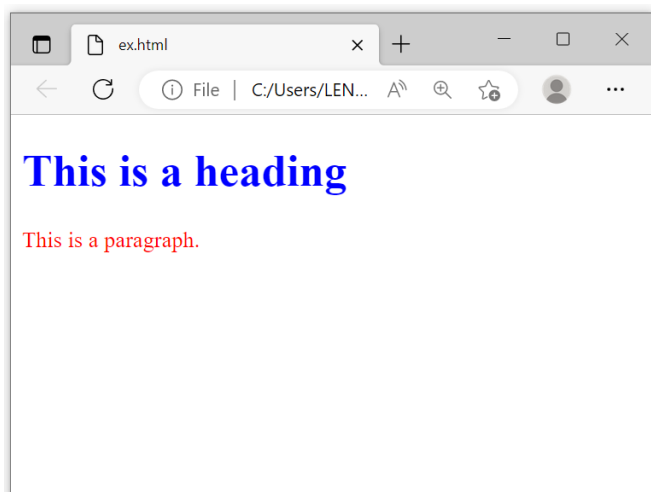 ex.html
File | C:/Users/LEN...
This is a heading
This is a paragraph.